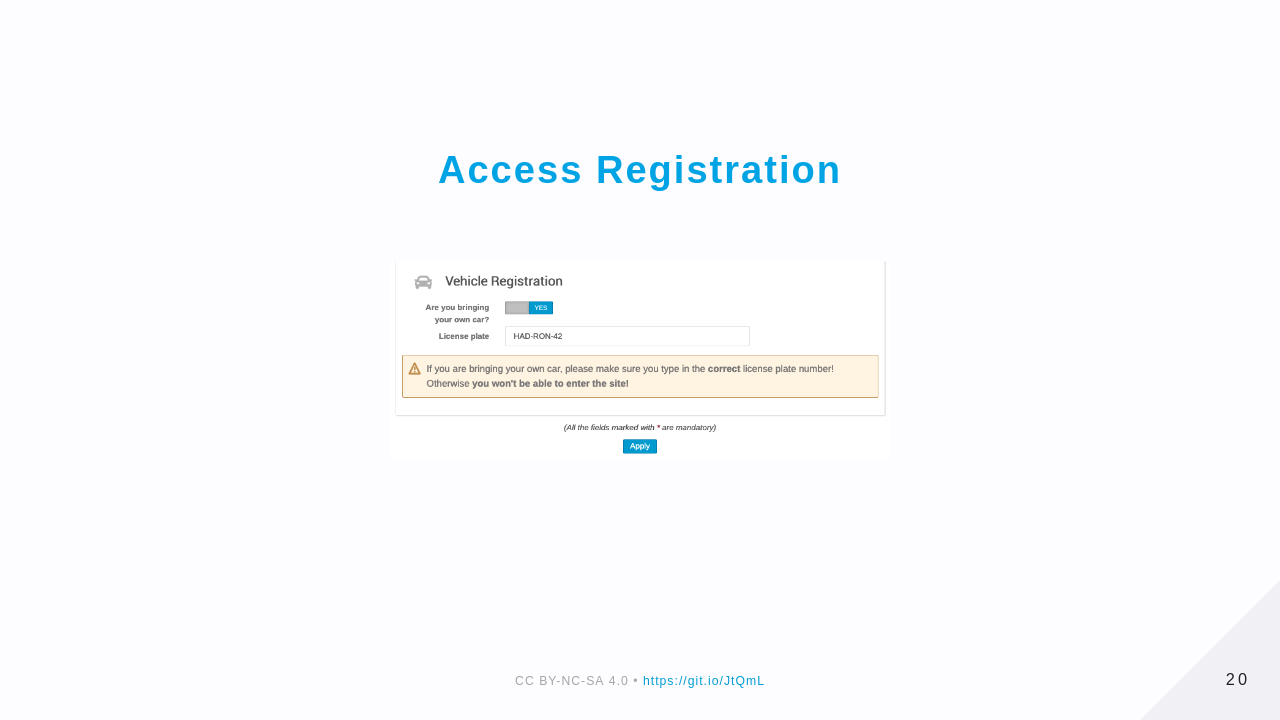 Access Registration
Vehicle Registration
Are you bringing
your own car?
YES
License plate
HAD-RON-42
If you are bringing your own car, please make sure you type in the correct license plate number!
Otherwise you won't be able to enter the site!
(All the fields marked with * are mandatory)
Apply
CC BY-NC-SA 4.0 • https://git.io/JtQmL
20